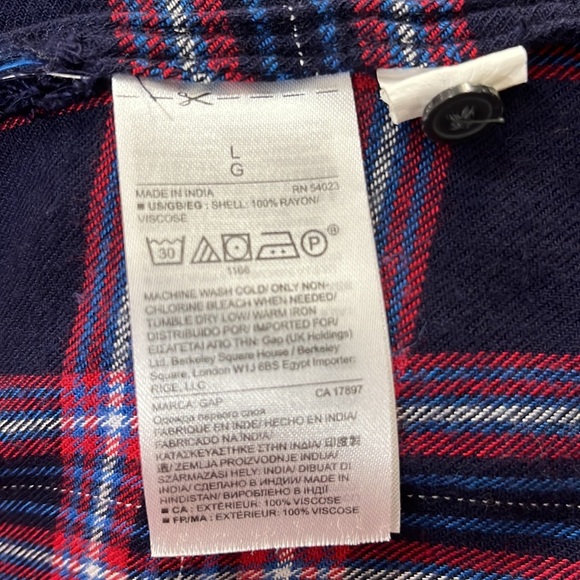 L
G
MADE IN INDIA RN 54023
■ US/GB/EG : SHELL: 100% RAYON/
VISCOSE
30 P ®
1166
MACHINE WASH COLD/ ONLY NON-
CHLORINE BLEACH WHEN NEEDED/
TUMBLE DRY LOW/ WARM IRON
DISTRIBUIDO POR/ IMPORTED FOR/
ΕΙΣΑΓΕΤΑΙ ΑΠΟ ΤΗΝ: Gap (UK Holdings)
Ltd. Berkeley Square House / Berkeley
Square, London W1J 6BS Egypt Importer:
RIGE, LLC
MARCA: GAP CA 17897
Одежда первого слоя
FABRIQUÉ EN INDE/ HECHO EN INDIA/
FABRICADO NA ÍNDIA/
ΚΑΤΑΣΚΕΥΑΣΤΗΚΕ ΣΤΗΝ ΙΝΔΙΑ/ 印度製
造/ ZEMLJA PROIZVODNJE INDIJA/
SZÁRMAZÁSI HELY: INDIA/ DIBUAT DI
INDIA/ СДЕЛАНО В ИНДИИ/ MADE IN
HINDISTAN/ ВИРОБЛЕНО В ІНДІЇ
■ CA : EXTÉRIEUR: 100% VISCOSE
■ FR/MA : EXTÉRIEUR: 100% VISCOSE